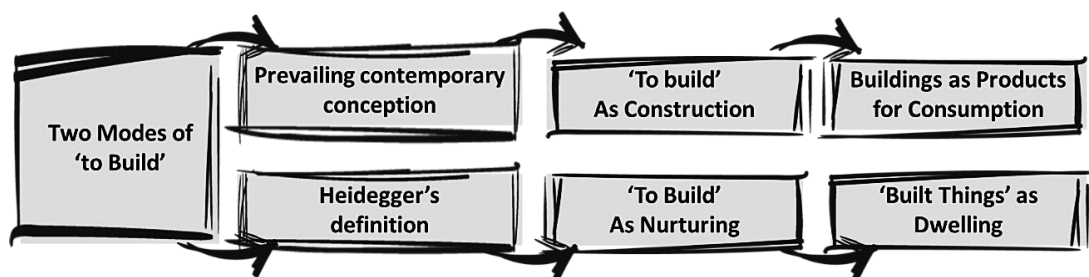 Two Modes of
‘to Build’
Prevailing contemporary
conception
‘To build’
As Construction
Buildings as Products
for Consumption
Heidegger’s
definition
‘To Build’
As Nurturing
‘Built Things’ as
Dwelling